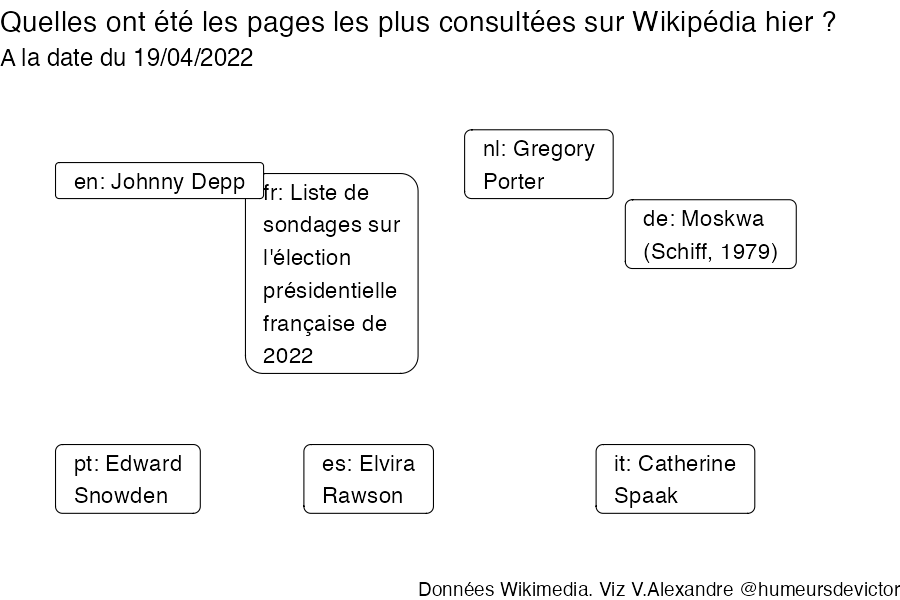 Quelles ont été les pages les plus consultées sur Wikipédia hier ?
A la date du 19/04/2022
en: Johnny Depp
fr: Liste de
sondages sur
l'élection
présidentielle
française de
2022
nl: Gregory
Porter
de: Moskwa
(Schiff, 1979)
pt: Edward
Snowden
es: Elvira
Rawson
it: Catherine
Spaak
Données Wikimedia. Viz V.Alexandre @humeursdevictor